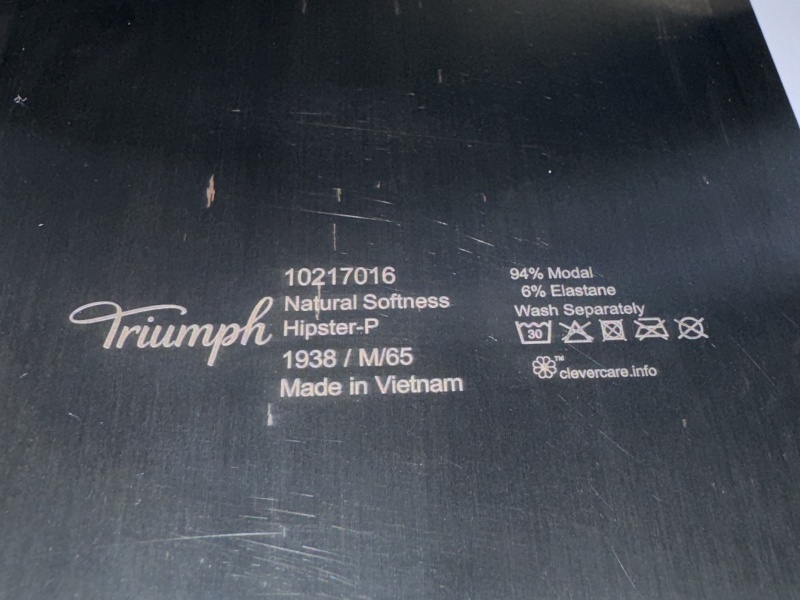 Triumph
10217016
Natural Softness
Hipster-P
1938 / M/65
Made in Vietnam
94% Modal
6% Elastane
Wash Separately
30
™
clevercare.info